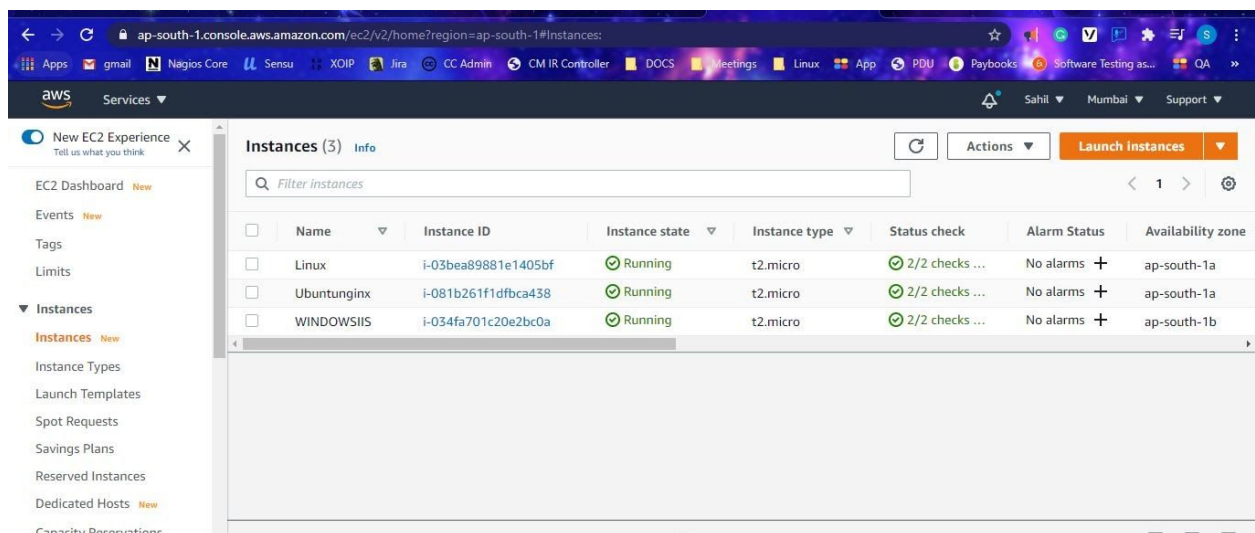 ap-south-1.console.aws.amazon.com/ec2/v2/home?region=ap-south-1#Instances:
Apps gmail Nagios Core Sensu XOIP Jira CC Admin CM IR Controller DOCS Meetings Linux App PDU Paybooks Software Testing as... QA »
aws Services Sahil Mumbai Support
New EC2 Experience
Tell us what you think
EC2 Dashboard New
Events New
Tags
Limits
Instances
Instances New
Instance Types
Launch Templates
Spot Requests
Savings Plans
Reserved Instances
Dedicated Hosts New
Capacity Reservations
Instances (3) Info Actions Launch instances
Filter instances 1
Name Instance ID Instance state Instance type Status check Alarm Status Availability zone
Linux i-03bea89881e1405bf Running t2.micro 2/2 checks ... No alarms + ap-south-1a
Ubuntunginx i-081b261f1dfbca438 Running t2.micro 2/2 checks ... No alarms + ap-south-1a
WINDOWSIIS i-034fa701c20e2bc0a Running t2.micro 2/2 checks ... No alarms + ap-south-1b